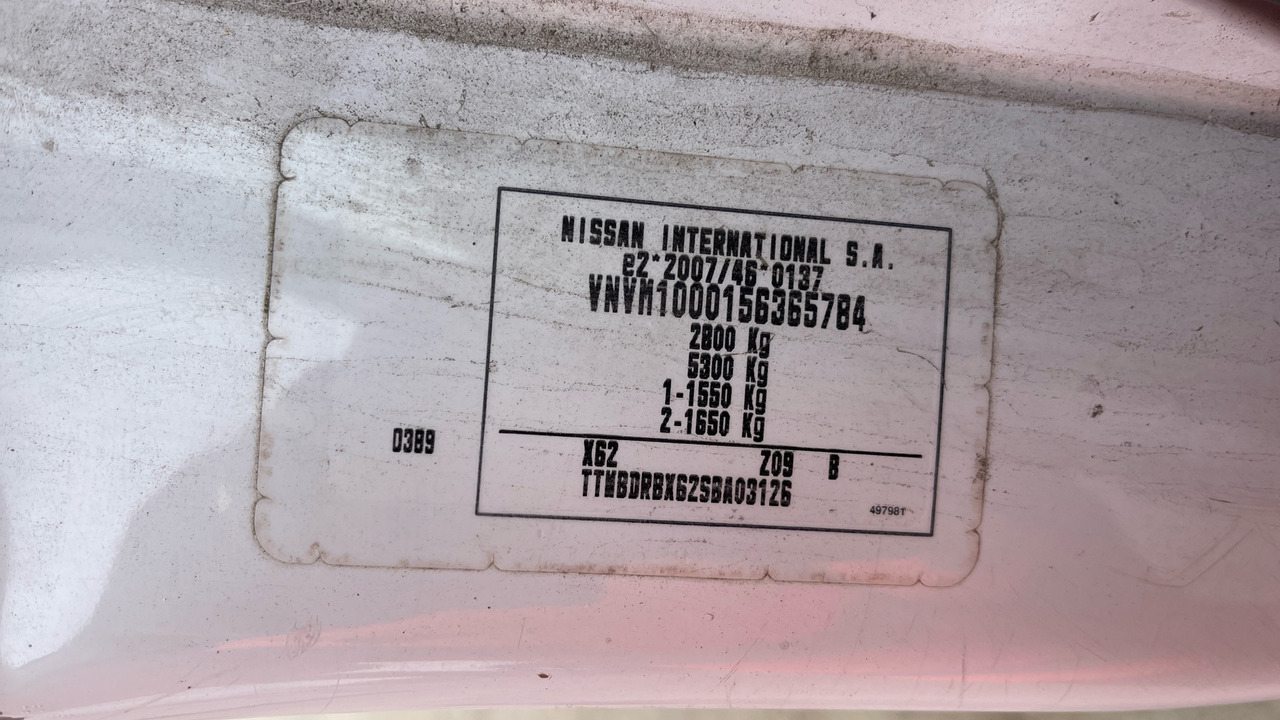 NISSAN INTERNATIONAL S.A.
e2*2007/46*0137
VNVM1000156365784
2800 Kg
5300 Kg
1-1550 Kg
2-1650 Kg
0389
X62 Z09 B
TTMBDRBX62SBA03126
497981